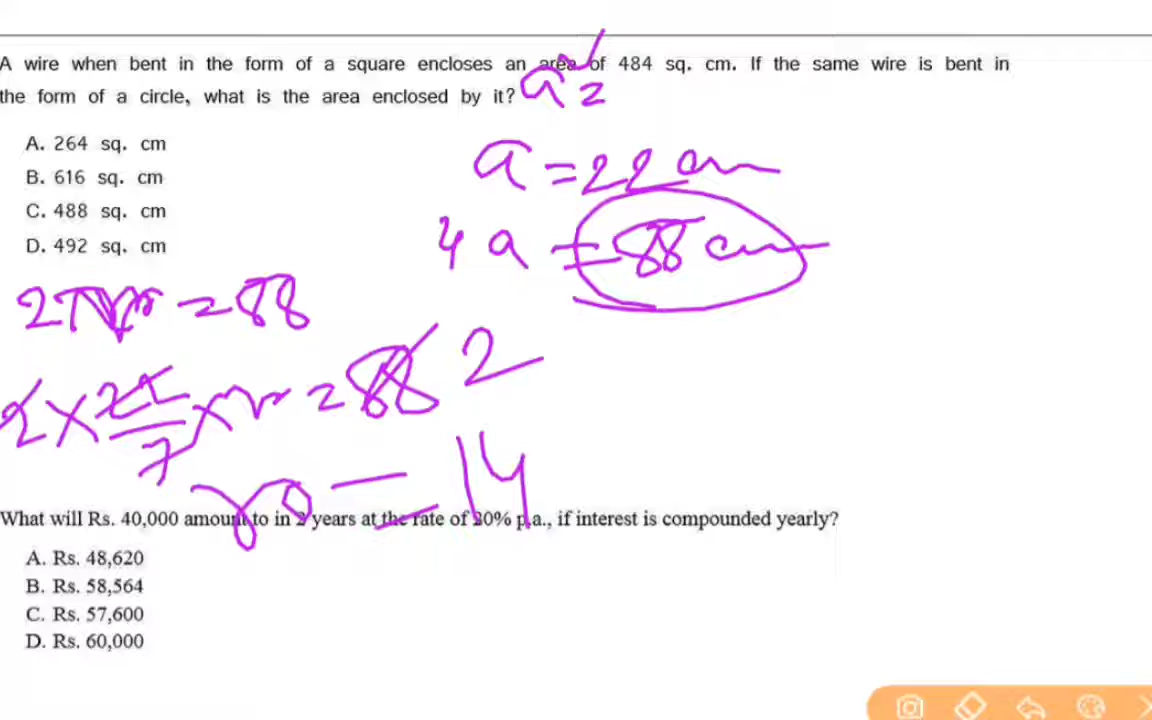 A wire when bent in the form of a square encloses an area of 484 sq. cm. If the same wire is bent in
the form of a circle, what is the area enclosed by it?
a² =
A. 264 sq. cm
a = 22 cm
B. 616 sq. cm
C. 488 sq. cm
D. 492 sq. cm
4 a = 88 cm
2πr = 88
2 × 22/7 × r = 88 2
r = 14
What will Rs. 40,000 amount to in 2 years at the rate of 20% p.a., if interest is compounded yearly?
A. Rs. 48,620
B. Rs. 58,564
C. Rs. 57,600
D. Rs. 60,000